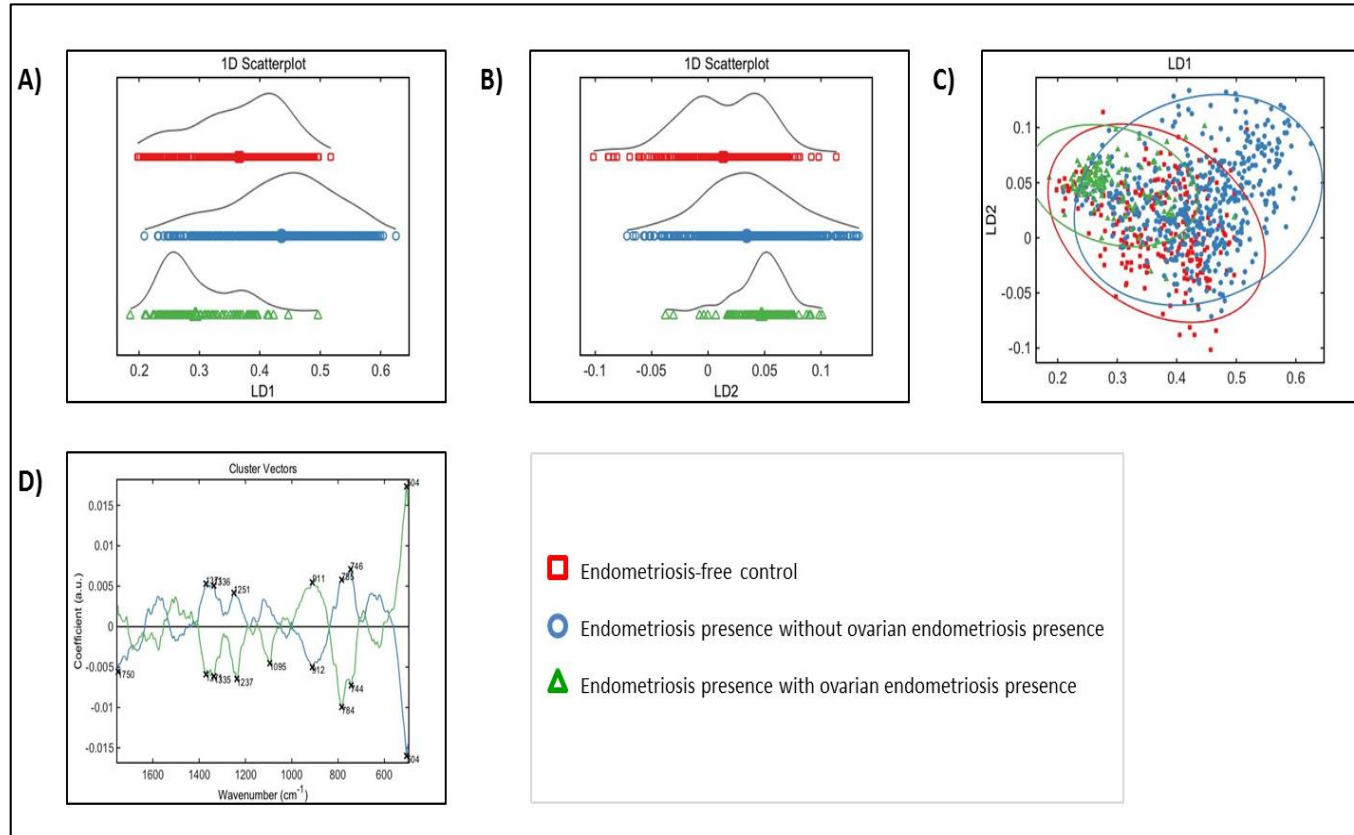 A)
1D Scatterplot
0.2 0.3 0.4 0.5 0.6
LD1
B)
1D Scatterplot
-0.1 -0.05 0 0.05 0.1
LD2
C)
LD1
0.1
0.05
0
-0.05
-0.1
LD2
0.2 0.3 0.4 0.5 0.6
D)
Cluster Vectors
0.015
0.01
0.005
0
-0.005
-0.01
-0.015
Coefficient (a.u.)
504
746
785
911
1336
1251
1750
1335
1237
1095
912
744
784
504
1600 1400 1200 1000 800 600
Wavenumber (cm⁻¹)
Endometriosis-free control
Endometriosis presence without ovarian endometriosis presence
Endometriosis presence with ovarian endometriosis presence